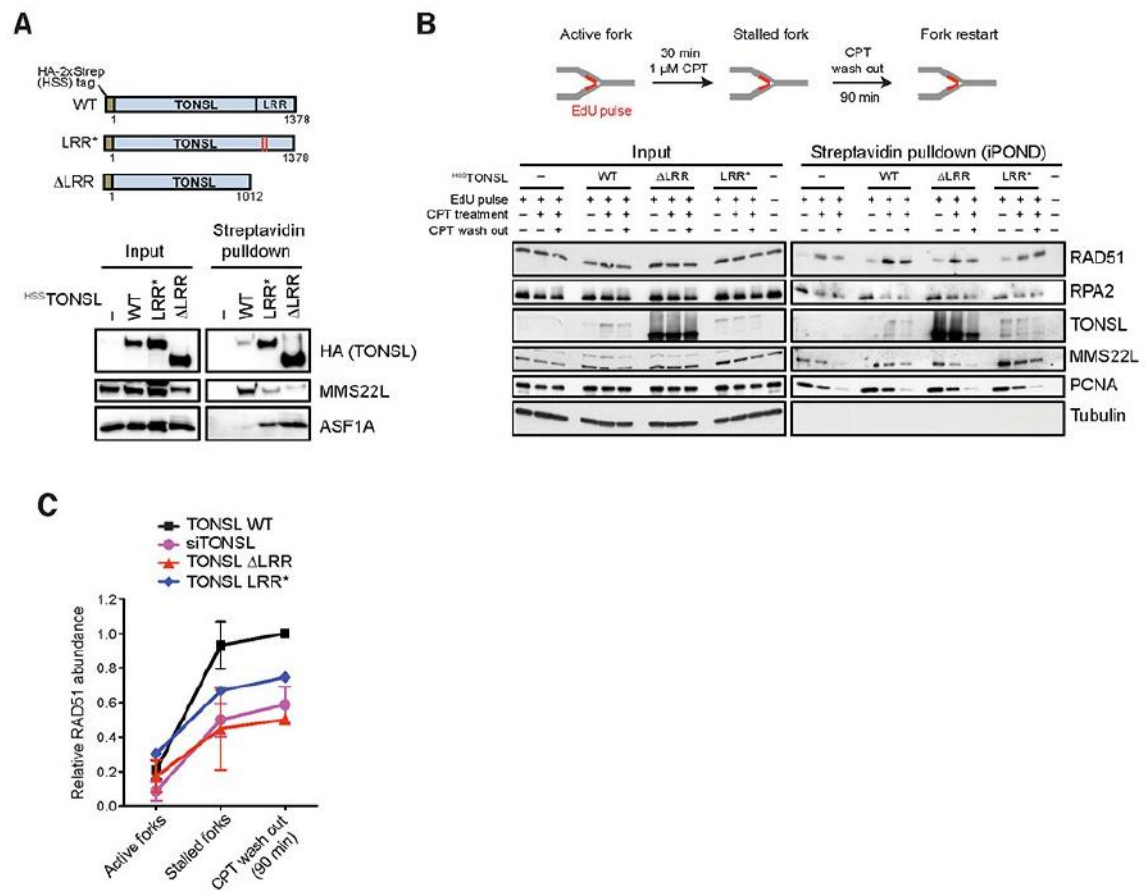 A
HA-2xStrep
(HSS) tag
WT
TONSL
LRR
1
1378
LRR*
TONSL
1
1378
ΔLRR
TONSL
1
1012
Input
Streptavidin
pulldown
HSSTONSL
– WT LRR* ΔLRR
– WT LRR* ΔLRR
HA (TONSL)
MMS22L
ASF1A
B
Active fork
30 min
1 µM CPT
Stalled fork
CPT
wash out
90 min
Fork restart
EdU pulse
Input
Streptavidin pulldown (iPOND)
HSSTONSL – WT ΔLRR LRR* – – WT ΔLRR LRR* –
EdU pulse + + + – + + + + + – + + – + + + – + + + + + – + + –
CPT treatment – + + – + + – + + – + + – – + + – + + – + + – + + –
CPT wash out – – + – – + – – + – – + – – – + – – + – – + – – + –
RAD51
RPA2
TONSL
MMS22L
PCNA
Tubulin
C
TONSL WT
siTONSL
TONSL ΔLRR
TONSL LRR*
Relative RAD51 abundance
1.2
1.0
0.8
0.6
0.4
0.2
0.0
Active forks
Stalled forks
CPT wash out
(90 min)